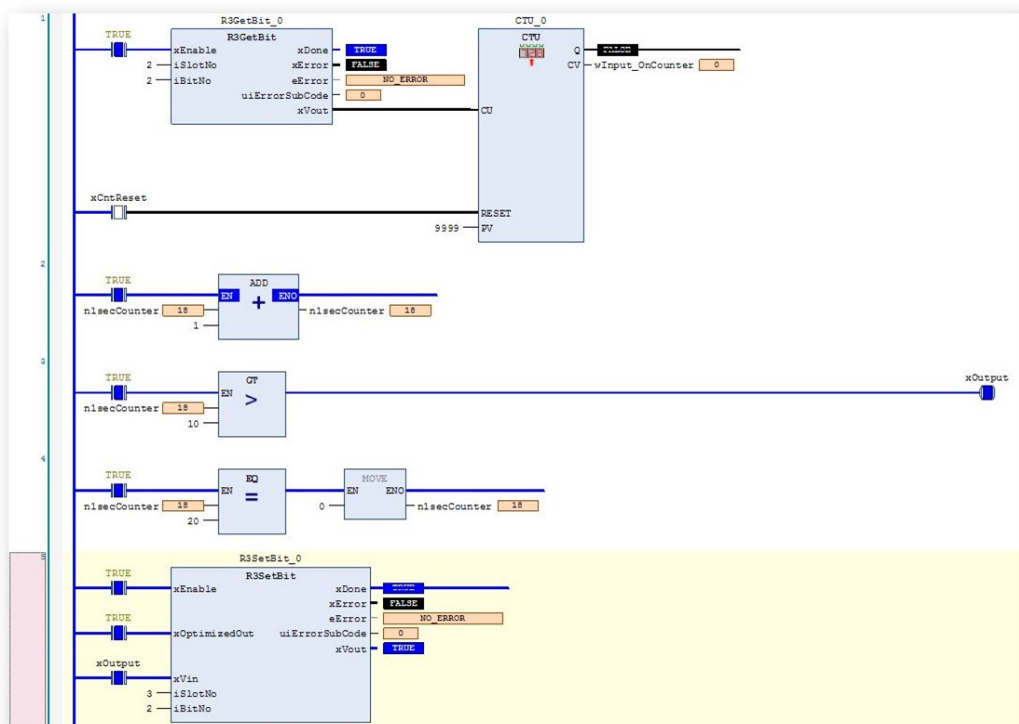 1
R3GetBit_0
CTU_0
TRUE
R3GetBit
CTU
xEnable
xDone
TRUE
Q
FALSE
2
iSlotNo
xError
FALSE
CV
wInput_OnCounter
0
2
iBitNo
eError
NO_ERROR
uiErrorSubCode
0
xVout
CU
xCntReset
RESET
9999
PV
2
TRUE
ADD
EN
ENO
+
n1secCounter
18
n1secCounter
18
1
3
TRUE
GT
xOutput
EN
>
n1secCounter
18
10
4
TRUE
EQ
MOVE
EN
=
EN
ENO
n1secCounter
18
0
n1secCounter
18
20
5
R3SetBit_0
TRUE
R3SetBit
xEnable
xDone
TRUE
xError
FALSE
TRUE
eError
NO_ERROR
xOptimizedOut
uiErrorSubCode
0
xVout
TRUE
xOutput
xVin
3
iSlotNo
2
iBitNo